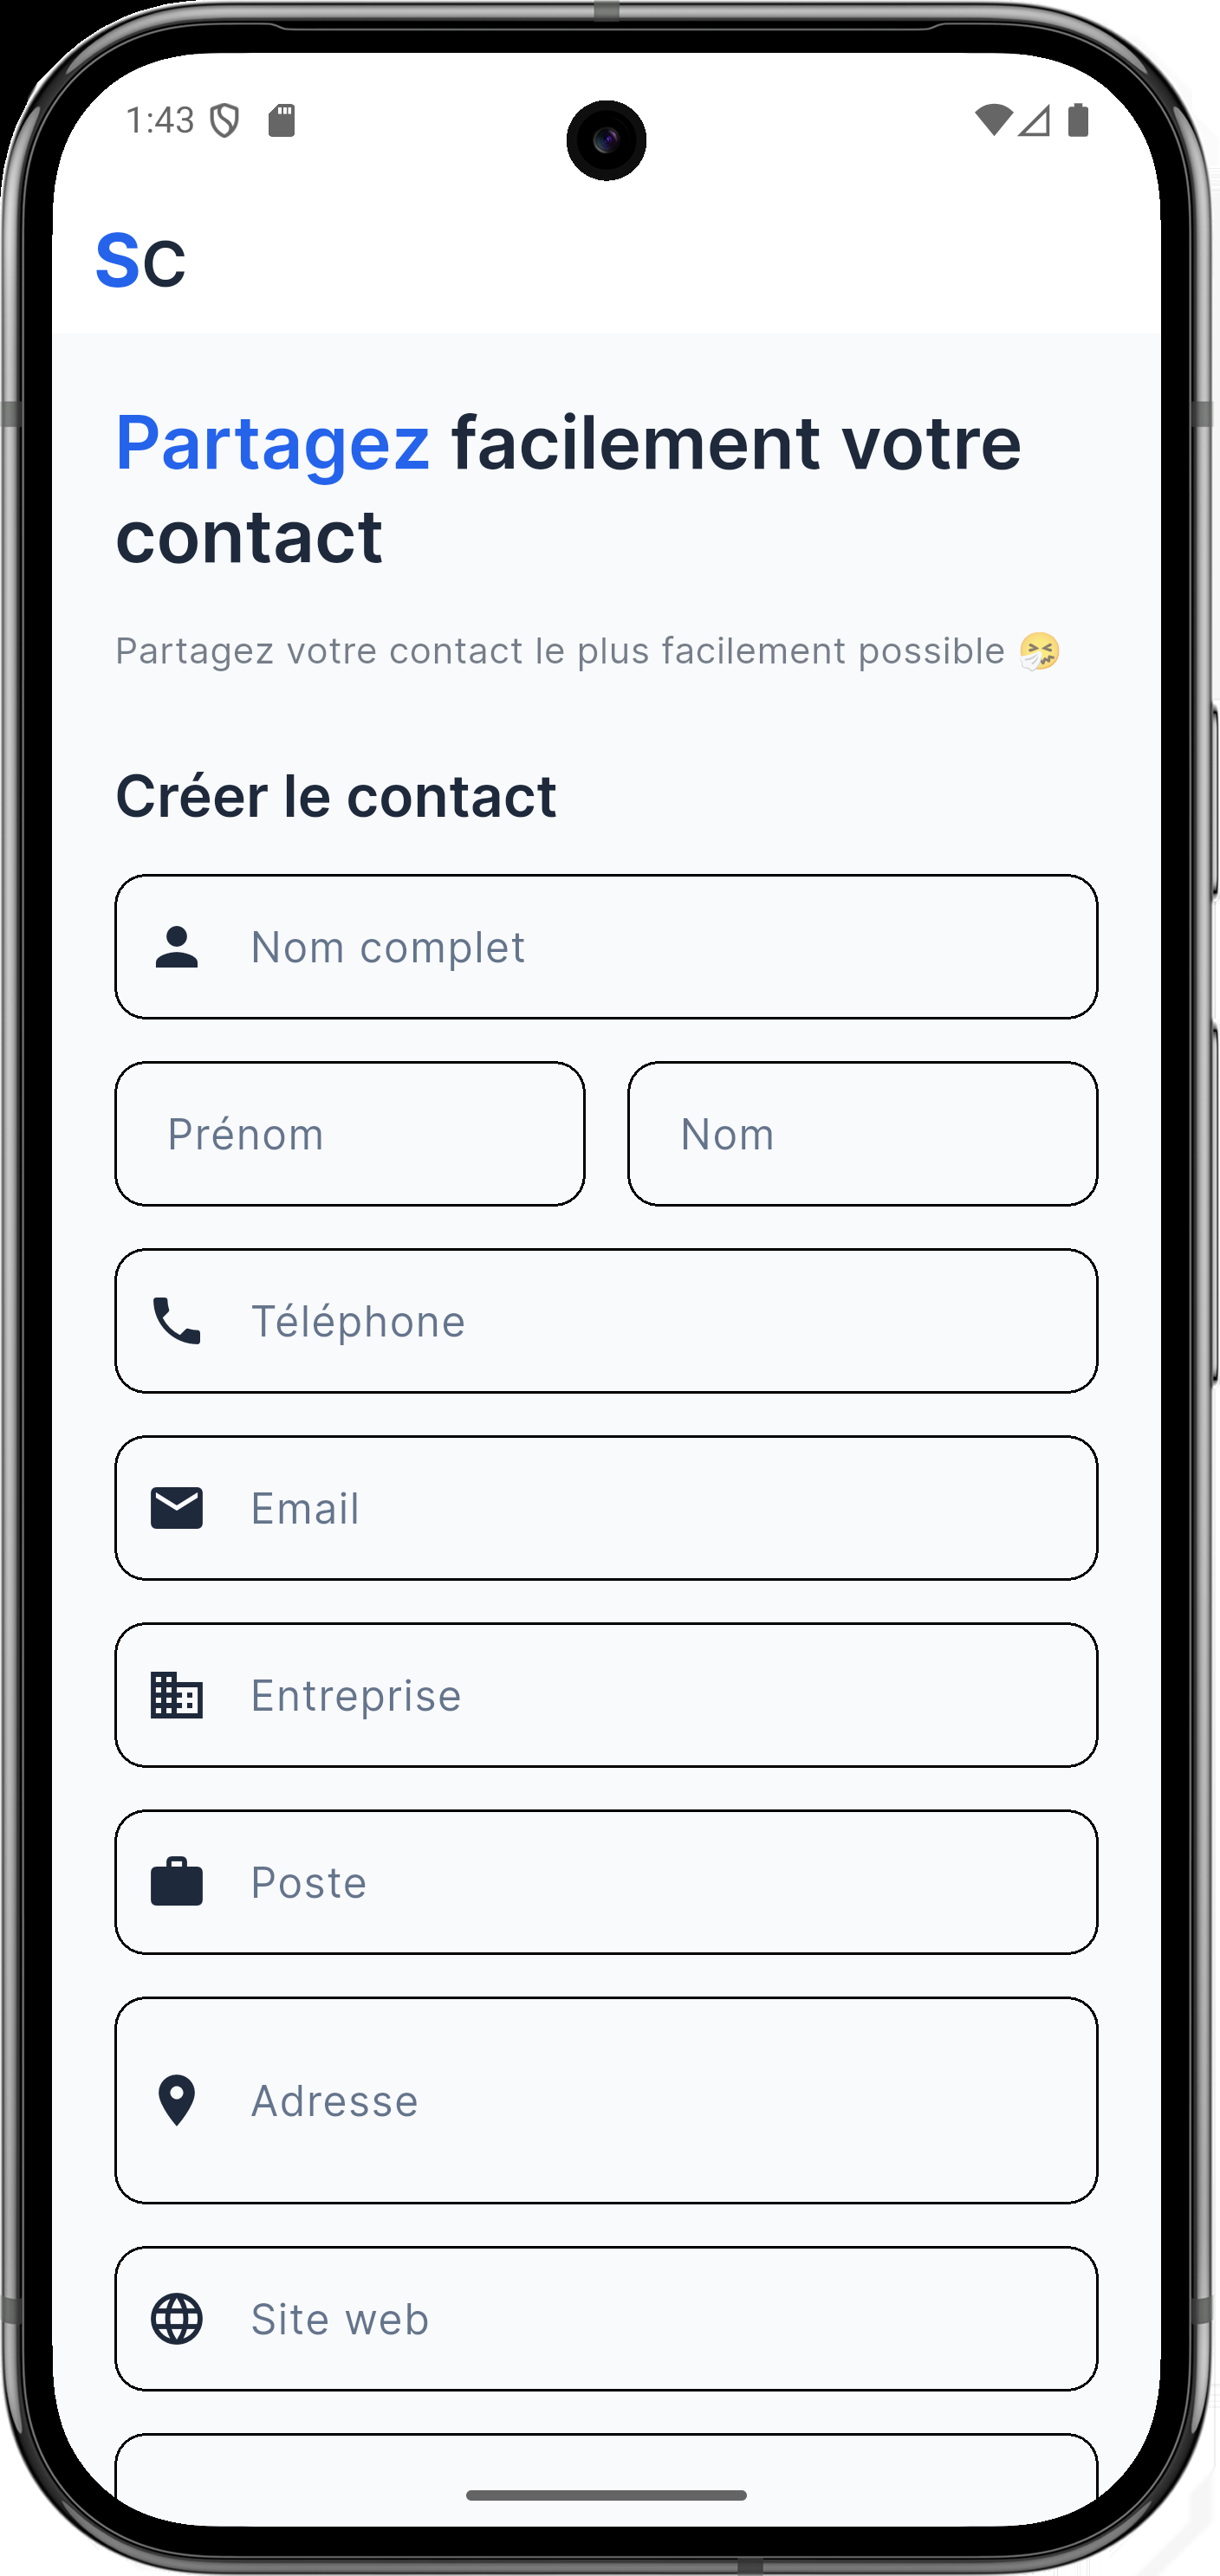 1:43
Sc
Partagez facilement votre
contact
Partagez votre contact le plus facilement possible 🤧
Créer le contact
Nom complet
Prénom Nom
Téléphone
Email
Entreprise
Poste
Adresse
Site web